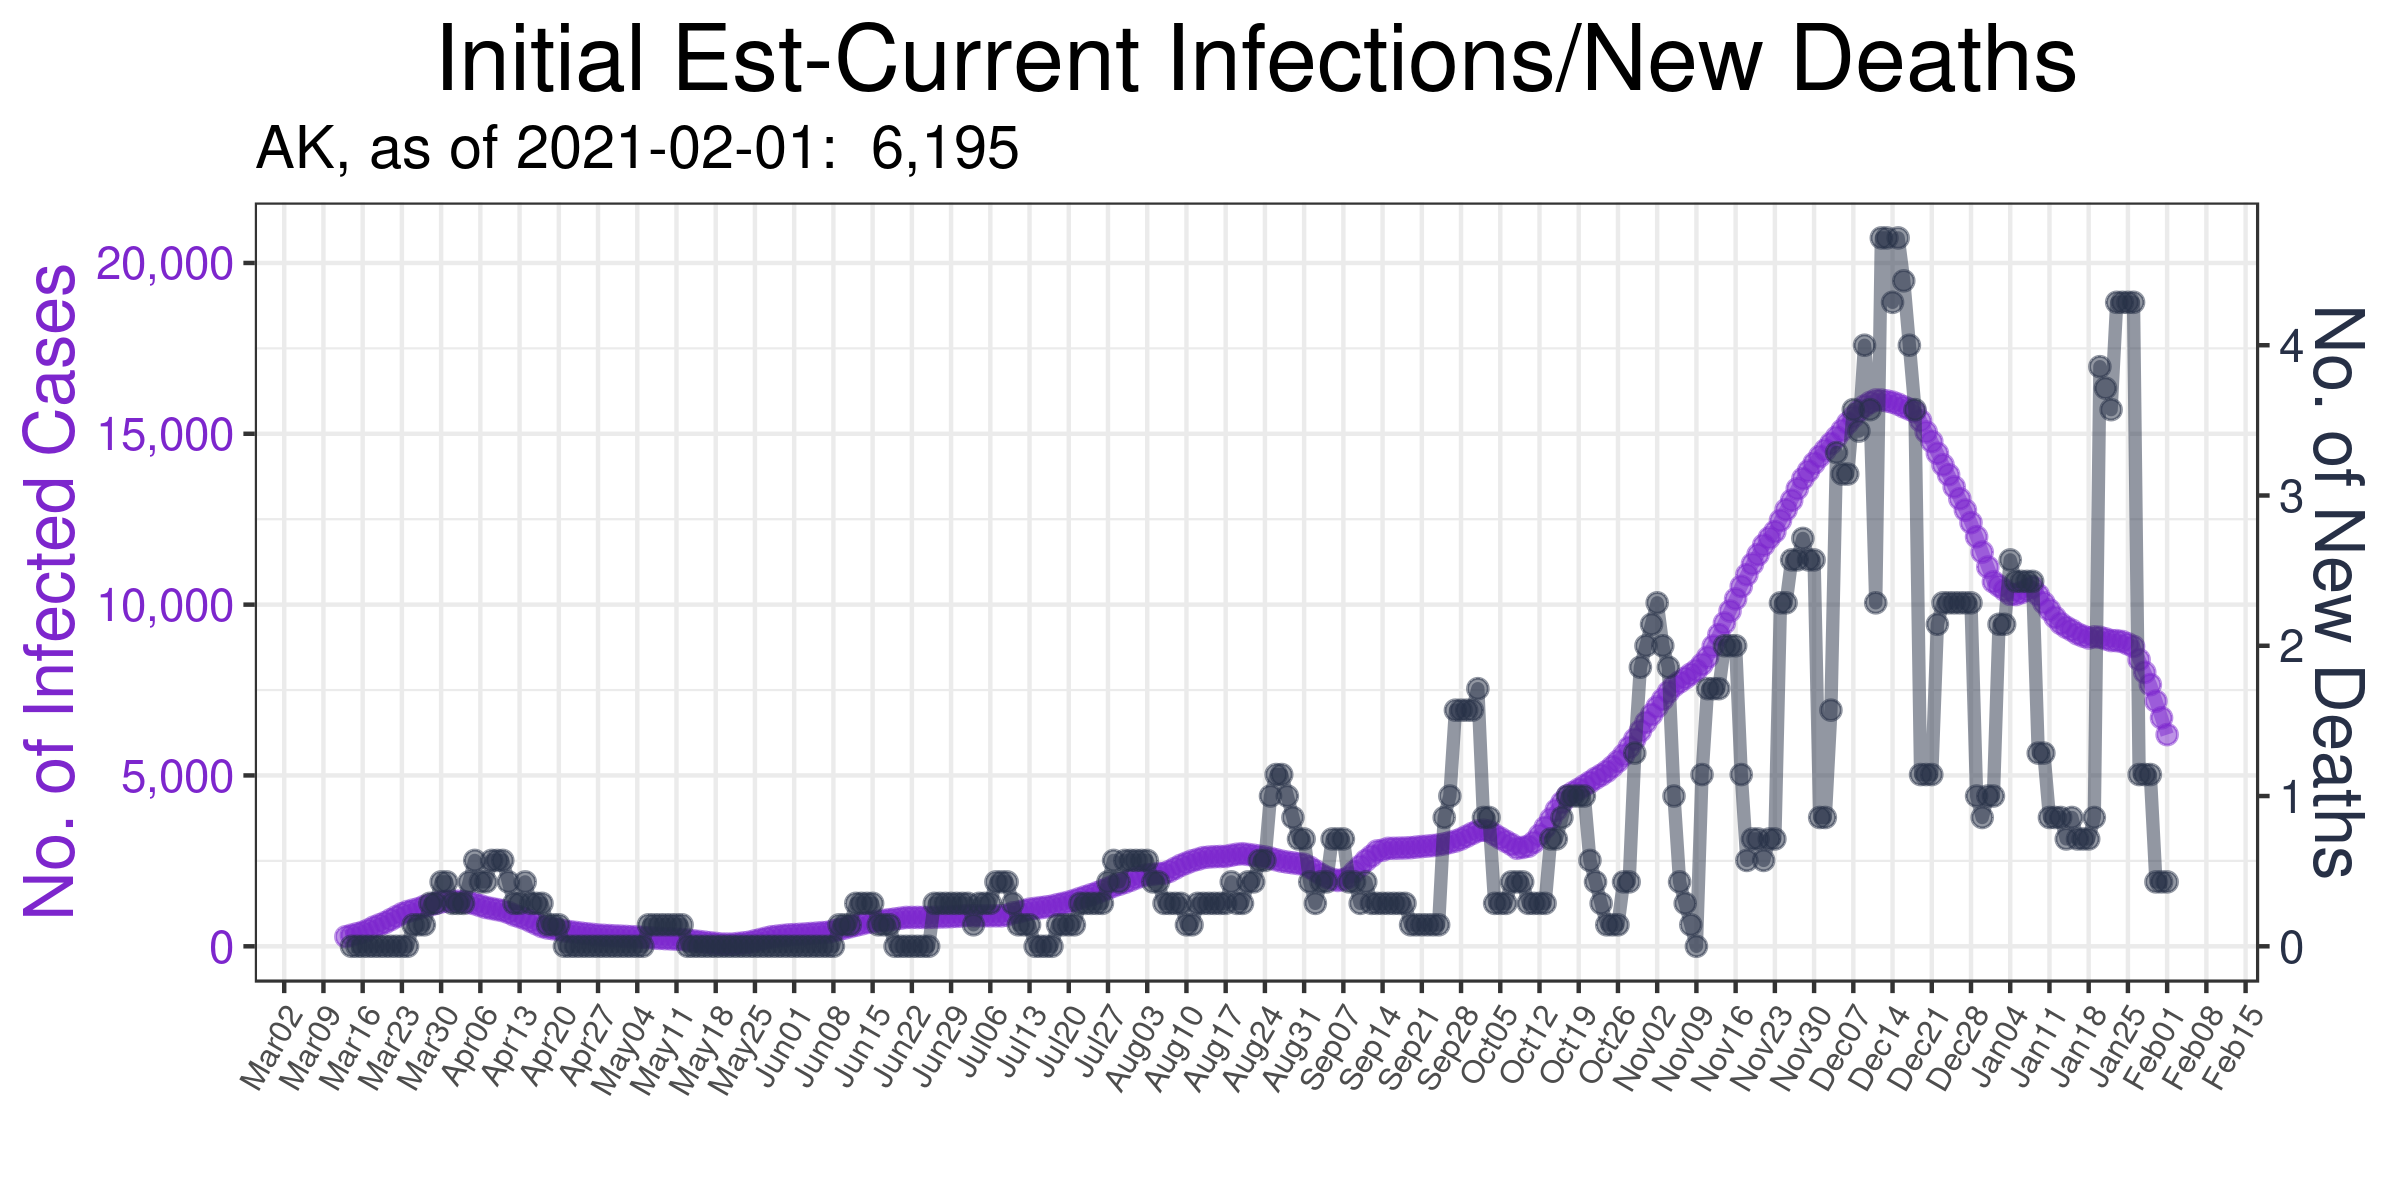 Initial Est-Current Infections/New Deaths
AK, as of 2021-02-01:  6,195
No. of Infected Cases
20,000
15,000
10,000
5,000
0
No. of New Deaths
4
3
2
1
0
Mar02 Mar09 Mar16 Mar23 Mar30 Apr06 Apr13 Apr20 Apr27 May04 May11 May18 May25 Jun01 Jun08 Jun15 Jun22 Jun29 Jul06 Jul13 Jul20 Jul27 Aug03 Aug10 Aug17 Aug24 Aug31 Sep07 Sep14 Sep21 Sep28 Oct05 Oct12 Oct19 Oct26 Nov02 Nov09 Nov16 Nov23 Nov30 Dec07 Dec14 Dec21 Dec28 Jan04 Jan11 Jan18 Jan25 Feb01 Feb08 Feb15